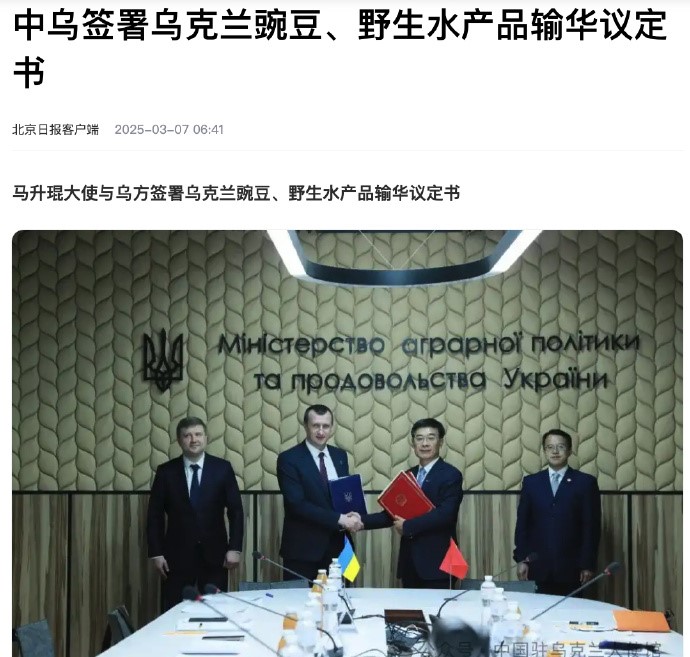 中乌签署乌克兰豌豆、野生水产品输华议定
书
北京日报客户端 2025-03-07 06:41
马升琨大使与乌方签署乌克兰豌豆、野生水产品输华议定书
Міністерство аграрної політики
та продовольства України
公众号 中国驻乌克兰大使馆